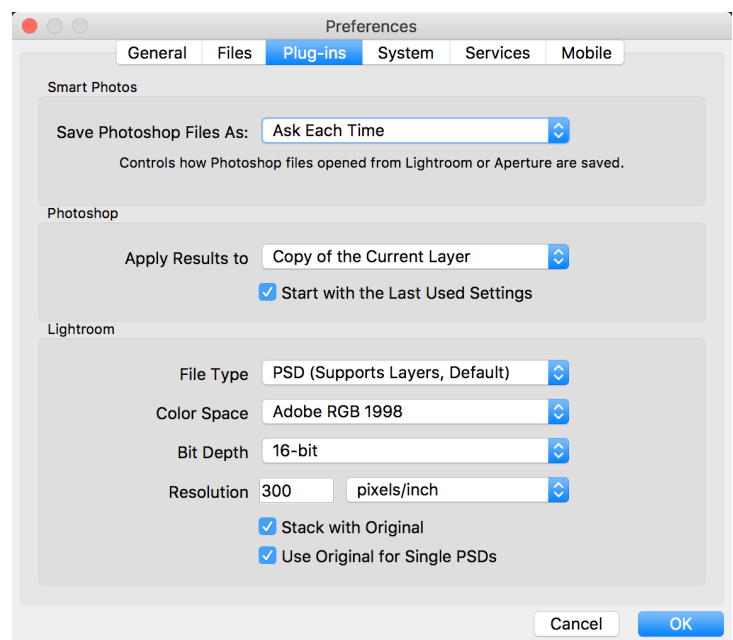 Preferences
General Files Plug-ins System Services Mobile
Smart Photos
Save Photoshop Files As: Ask Each Time
Controls how Photoshop files opened from Lightroom or Aperture are saved.
Photoshop
Apply Results to Copy of the Current Layer
Start with the Last Used Settings
Lightroom
File Type PSD (Supports Layers, Default)
Color Space Adobe RGB 1998
Bit Depth 16-bit
Resolution 300 pixels/inch
Stack with Original
Use Original for Single PSDs
Cancel OK